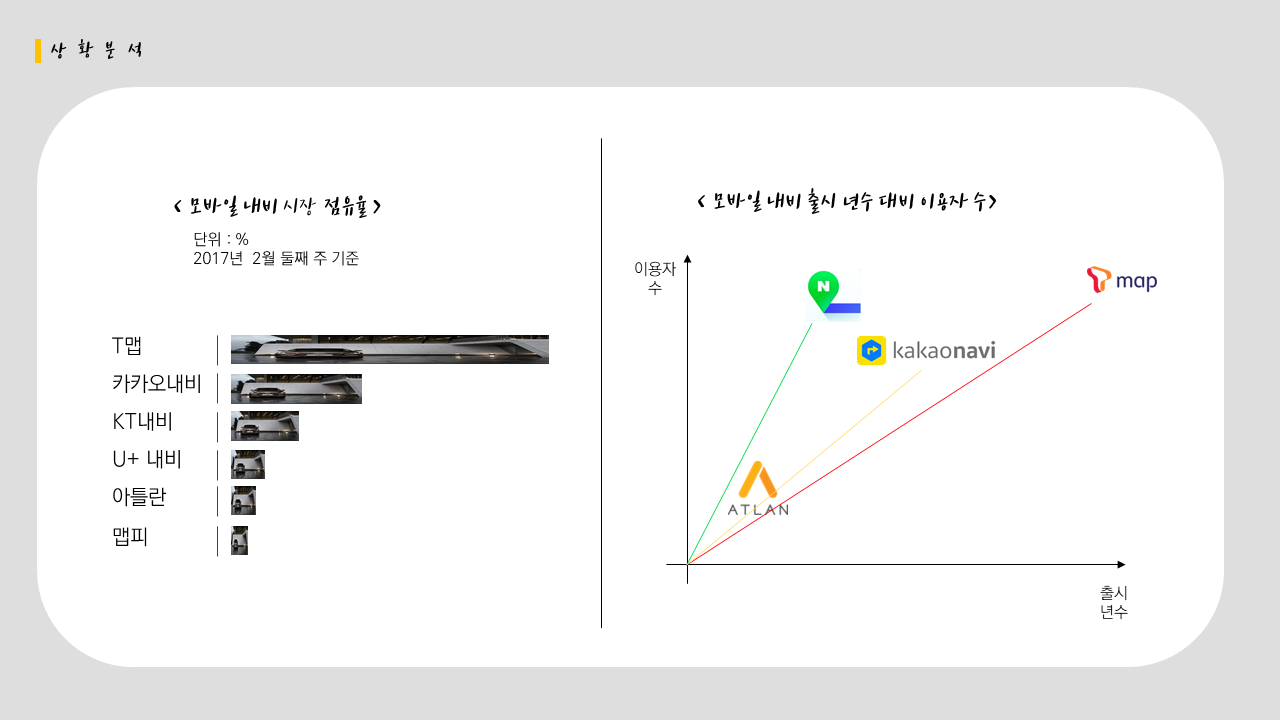 상 황 분 석
< 모바일 내비 시장 점유율 >
단위 : %
2017년 2월 둘째 주 기준
T맵
카카오내비
KT내비
U+ 내비
아틀란
맵피
< 모바일 내비 출시 년수 대비 이용자 수>
이용자
수
N
map
kakaonavi
ATLAN
출시
년수